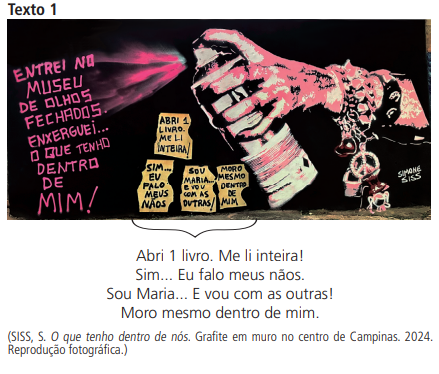 Texto 1
ENTREI NO
MUSEU
DE OLHOS
FECHADOS.
ENXERGUEI...
O QUE TENHO
DENTRO
DE
MIM!
ABRI 1
LIVRO.
ME LI
INTEIRA!
SIM...
EU
FALO
MEUS
NÃOS
SOU
MARIA...
E VOU
COM AS
OUTRAS!
MORO
MESMO
DENTRO
DE
MIM
SIMONE
SISS
Abri 1 livro. Me li inteira!
Sim... Eu falo meus nãos.
Sou Maria... E vou com as outras!
Moro mesmo dentro de mim.
(SISS, S. O que tenho dentro de nós. Grafite em muro no centro de Campinas. 2024.
Reprodução fotográfica.)